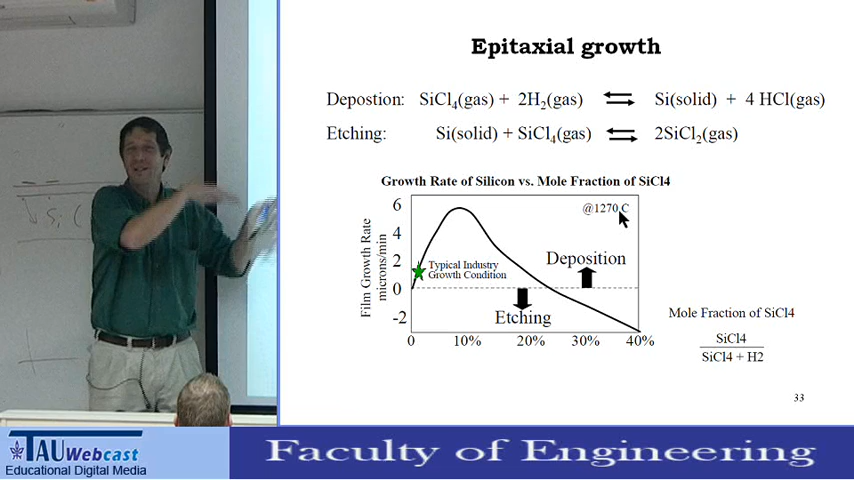 Epitaxial growth
Depostion: SiCl4(gas) + 2H2(gas) ⇌ Si(solid) + 4 HCl(gas)
Etching: Si(solid) + SiCl4(gas) ⇌ 2SiCl2(gas)
Growth Rate of Silicon vs. Mole Fraction of SiCl4
@1270 C
Film Growth Rate
microns/min
6
4
2
0
-2
Typical Industry
Growth Condition
Deposition
Etching
0 10% 20% 30% 40%
Mole Fraction of SiCl4
SiCl4
SiCl4 + H2
33
TAU Webcast
Educational Digital Media
Faculty of Engineering